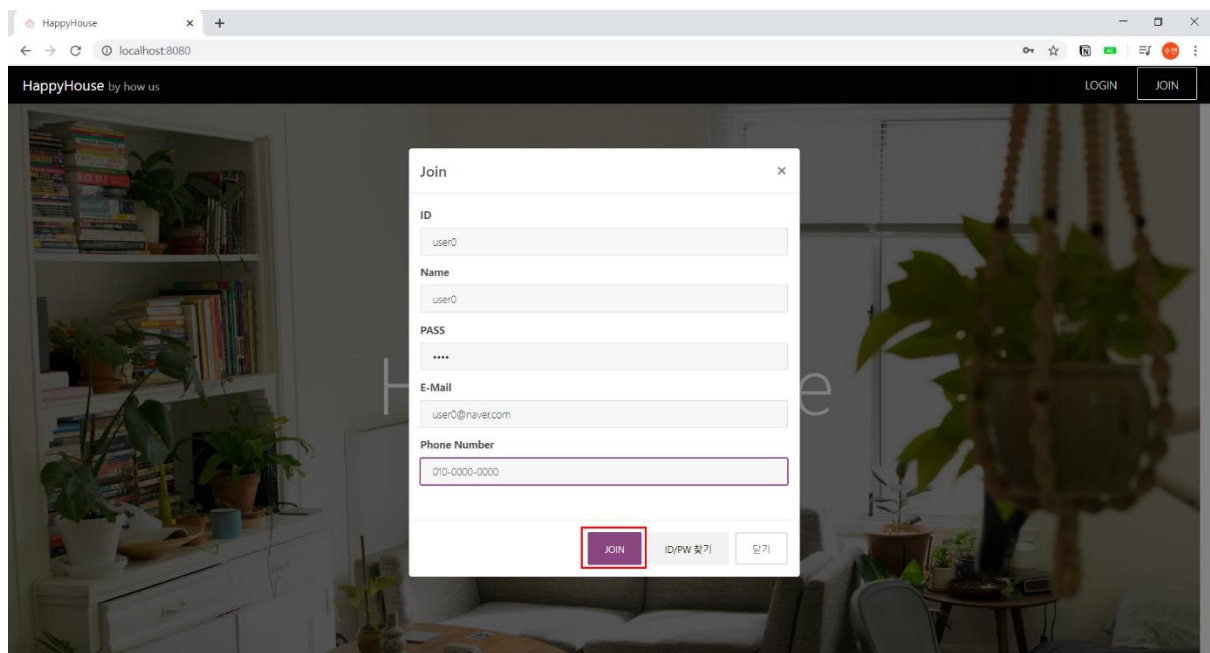 HappyHouse
localhost:8080
HappyHouse by how us
LOGIN
JOIN
Join
ID
user0
Name
user0
PASS
••••
E-Mail
user0@naver.com
Phone Number
010-0000-0000
JOIN
ID/PW 찾기
닫기